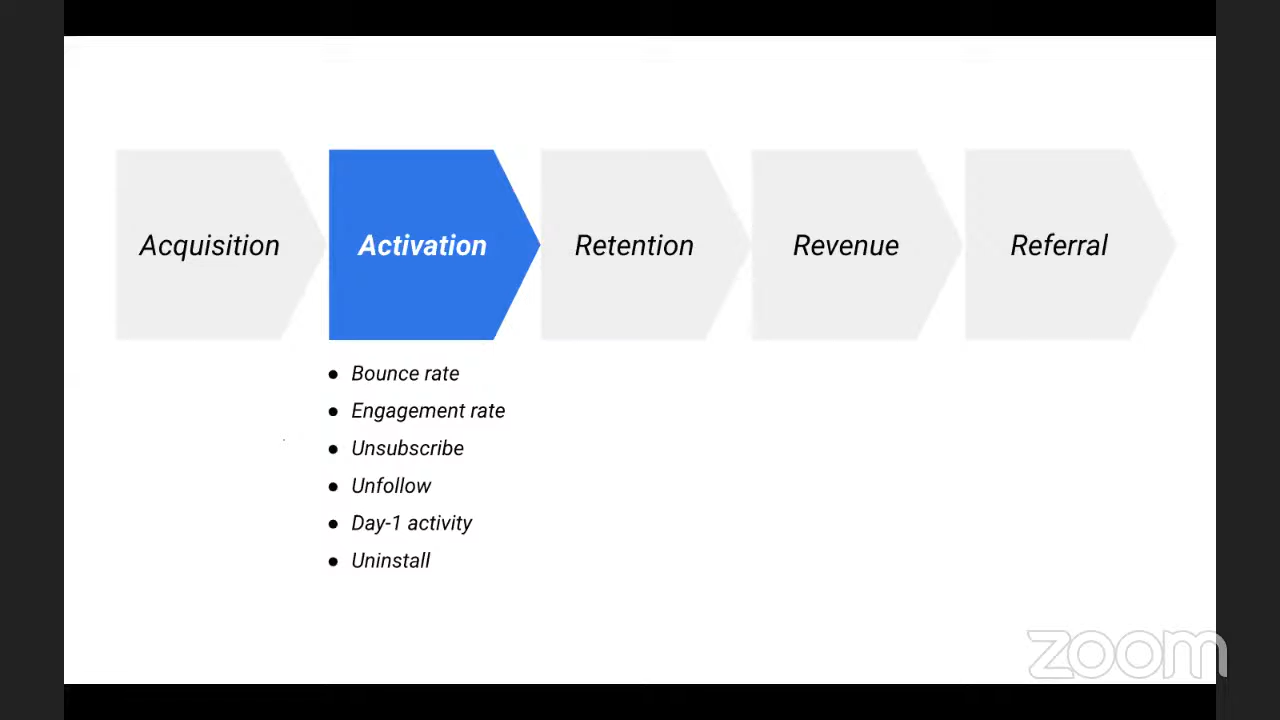 Acquisition
Activation
Retention
Revenue
Referral
● Bounce rate
● Engagement rate
● Unsubscribe
● Unfollow
● Day-1 activity
● Uninstall
zoom